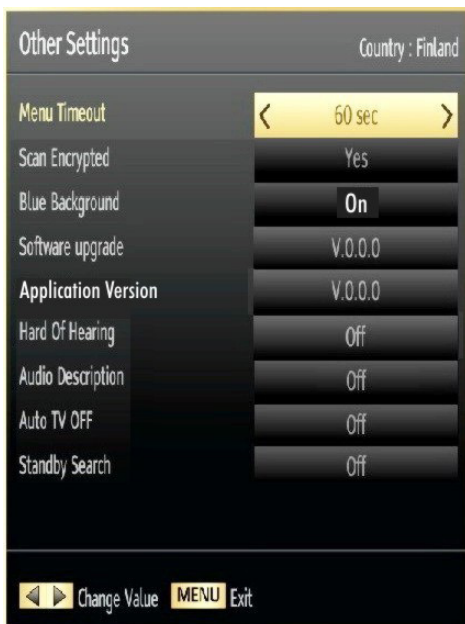 Other Settings Country : Finland
Menu Timeout 60 sec
Scan Encrypted Yes
Blue Background On
Software upgrade V.0.0.0
Application Version V.0.0.0
Hard Of Hearing Off
Audio Description Off
Auto TV OFF Off
Standby Search Off
Change Value MENU Exit